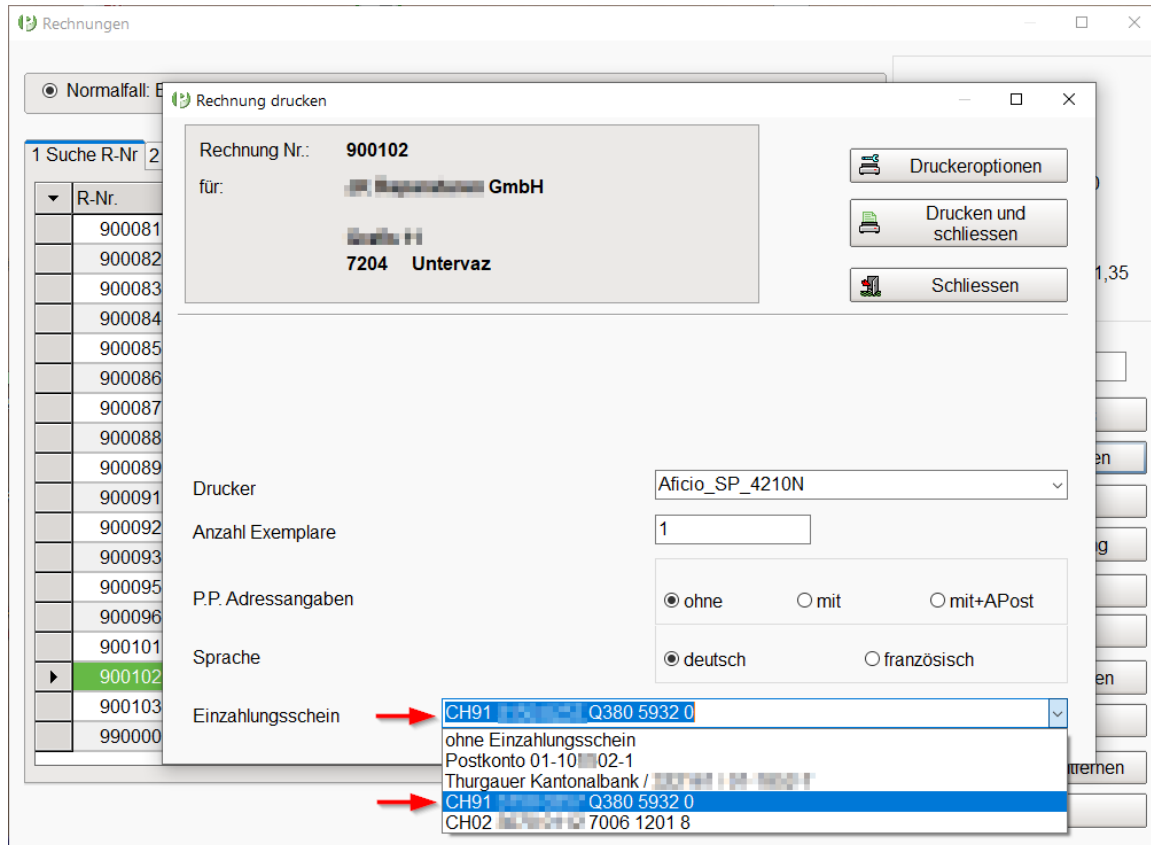 Rechnungen
Normalfall: E
1 Suche R-Nr 2
R-Nr.
900081
900082
900083
900084
900085
900086
900087
900088
900089
900091
900092
900093
900095
900096
900101
900102
900103
990000
Rechnung drucken
Rechnung Nr.: 900102
für: GmbH
7204 Untervaz
Druckeroptionen
Drucken und
schliessen
Schliessen
Drucker Aficio_SP_4210N
Anzahl Exemplare 1
P.P. Adressangaben ohne mit mit+APost
Sprache deutsch französisch
Einzahlungsschein CH91 Q380 5932 0
ohne Einzahlungsschein
Postkonto 01-10 02-1
Thurgauer Kantonalbank /
CH91 Q380 5932 0
CH02 7006 1201 8
1,35
en
ng
en